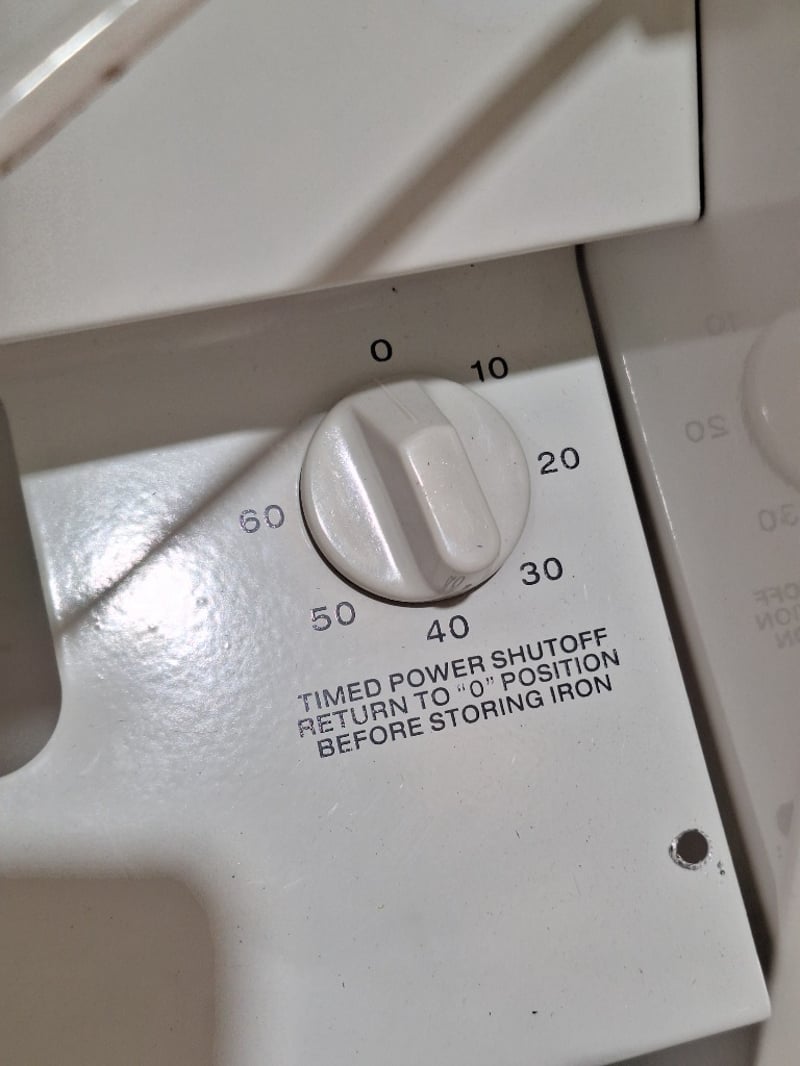 0
10
20
30
40
50
60
TIMED POWER SHUTOFF
RETURN TO "0" POSITION
BEFORE STORING IRON